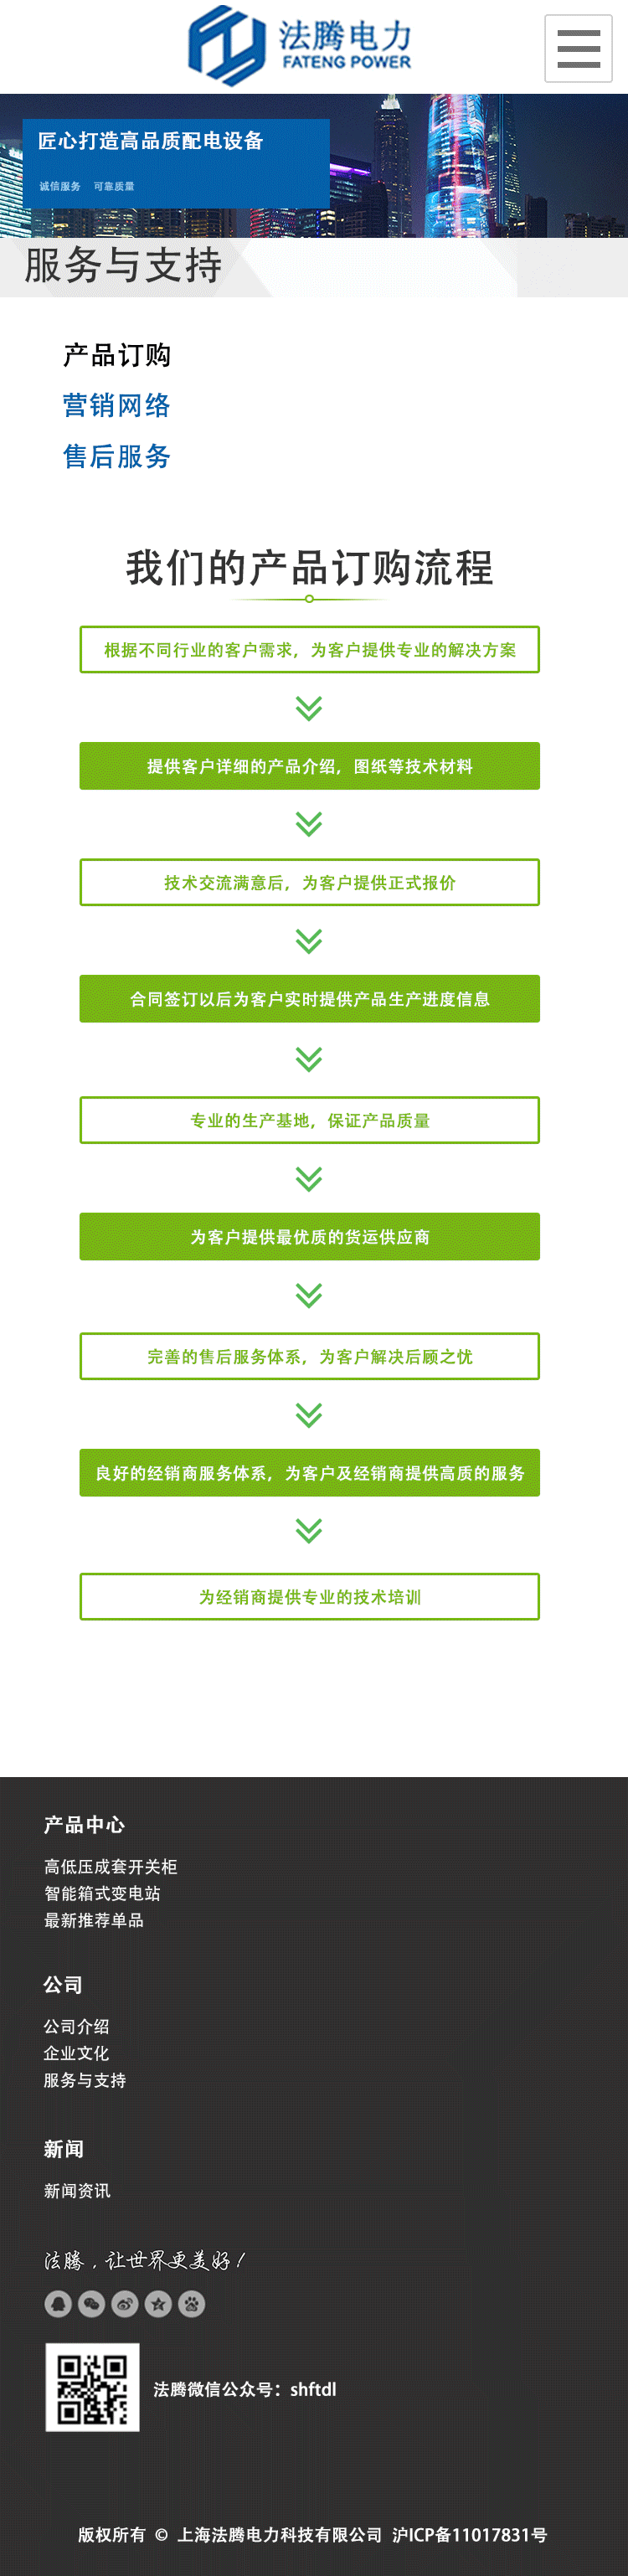 法腾电力
FATENG POWER
匠心打造高品质配电设备
诚信服务 可靠质量
服务与支持
产品订购
营销网络
售后服务
我们的产品订购流程
根据不同行业的客户需求，为客户提供专业的解决方案
提供客户详细的产品介绍，图纸等技术材料
技术交流满意后，为客户提供正式报价
合同签订以后为客户实时提供产品生产进度信息
专业的生产基地，保证产品质量
为客户提供最优质的货运供应商
完善的售后服务体系，为客户解决后顾之忧
良好的经销商服务体系，为客户及经销商提供高质的服务
为经销商提供专业的技术培训
产品中心
高低压成套开关柜
智能箱式变电站
最新推荐单品
公司
公司介绍
企业文化
服务与支持
新闻
新闻资讯
法腾，让世界更美好！
法腾微信公众号：shftdl
版权所有 © 上海法腾电力科技有限公司 沪ICP备11017831号